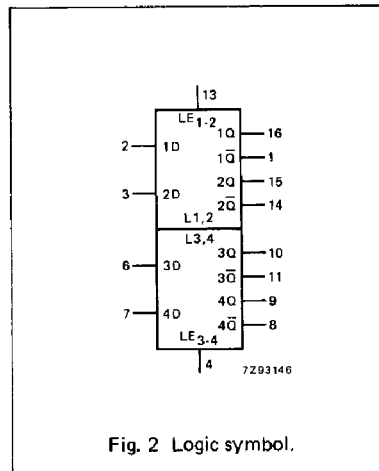 13
LE1-2
2 1D 1Q 16
1Q̅ 1
3 2D 2Q 15
2Q̅ 14
L1,2
L3,4
6 3D 3Q 10
3Q̅ 11
7 4D 4Q 9
4Q̅ 8
LE3-4
4
7Z93146
Fig. 2 Logic symbol.